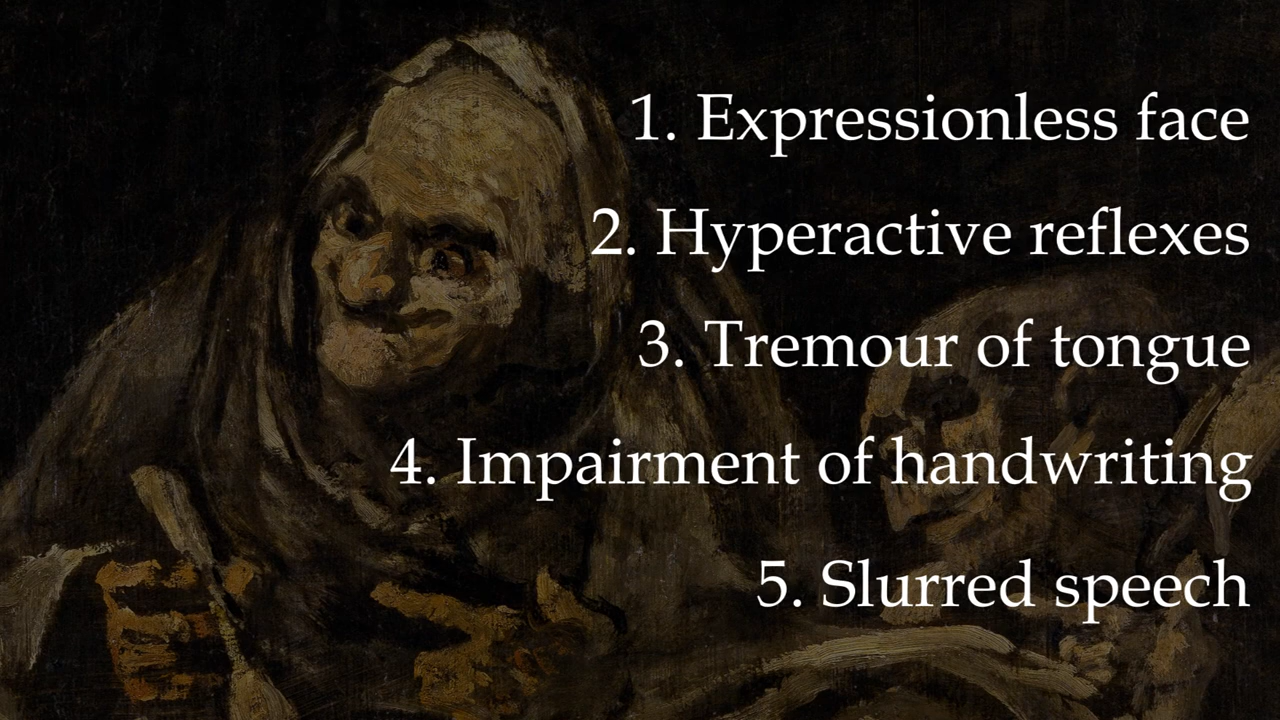 1. Expressionless face
2. Hyperactive reflexes
3. Tremour of tongue
4. Impairment of handwriting
5. Slurred speech